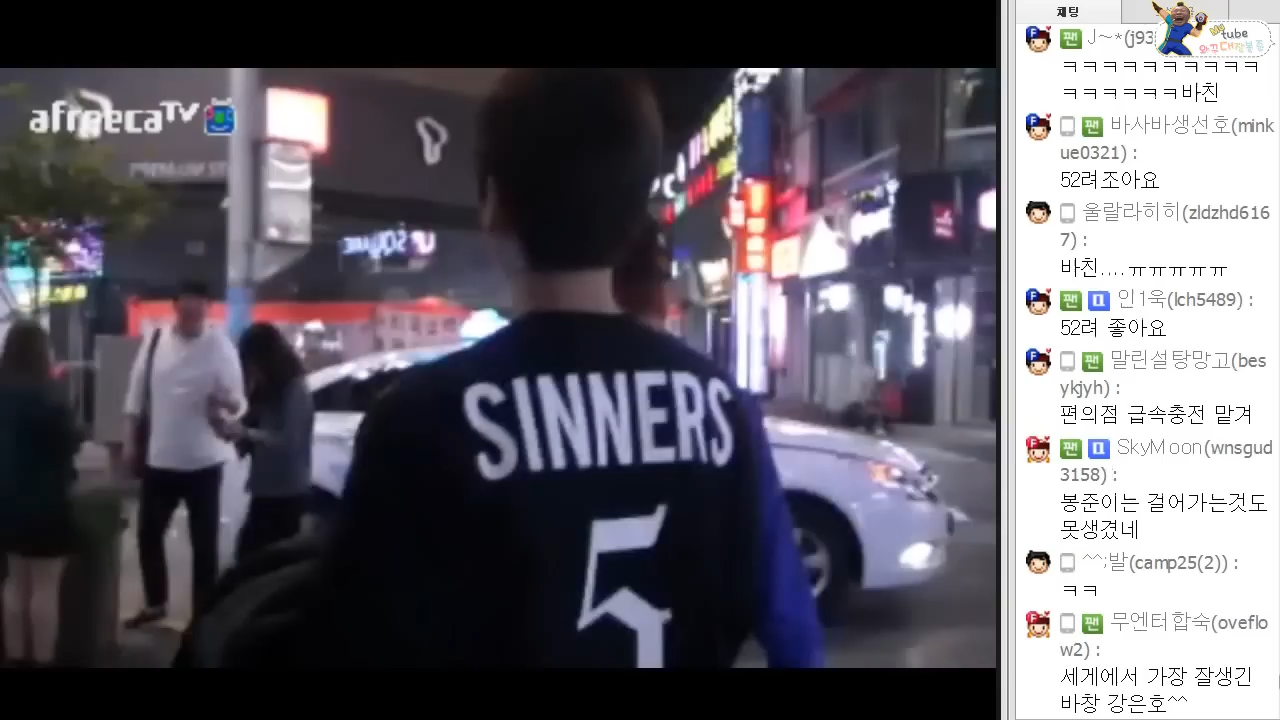 afreecaTV
PREMIUM
U SQUARE
SINNERS
5
채팅
My tube
J~*(j93
ㅋㅋㅋㅋㅋㅋㅋㅋㅋㅋ
ㅋㅋㅋㅋㅋㅋ바친
팬 바사바생선호(mink
ue0321) :
52려조아요
울랄라히히(zldzhd616
7) :
바친....ㅠㅠㅠㅠㅠ
팬 인1욱(lch5489) :
52려 좋아요
팬 말린설탕망고(bes
ykjyh) :
편의점 급속충전 맡겨
팬 SkyMoon(wnsgud
3158) :
봉준이는 걸어가는것도
못생겼네
^^;발(camp25(2)) :
ㅋㅋ
팬 무엔터합숙(oveflo
w2) :
세게에서 가장 잘생긴
바창 강은호^^